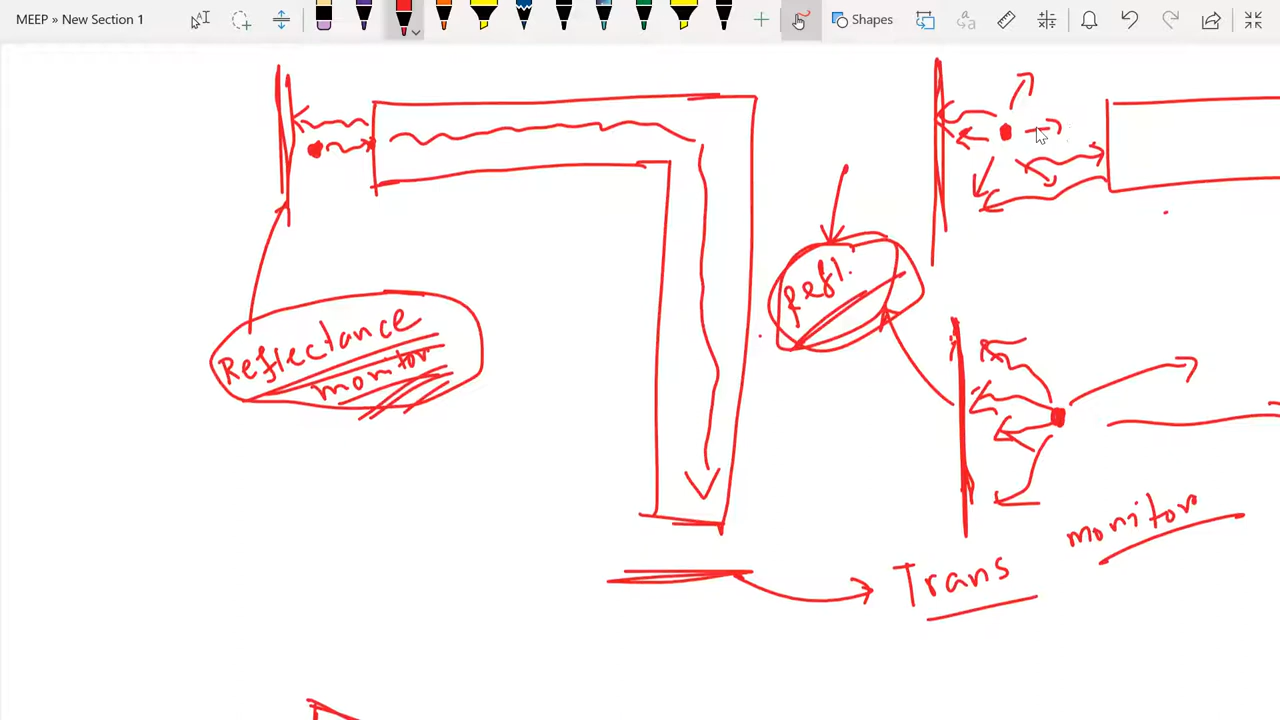 MEEP » New Section 1
Shapes
Refl.
Reflectance
monitor
monitor
Trans